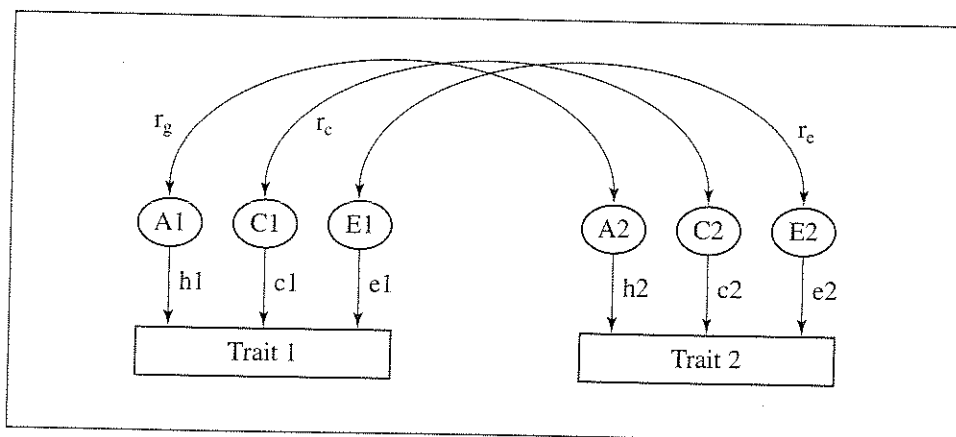 r_g r_c r_e
A1 C1 E1 A2 C2 E2
h1 c1 e1 h2 c2 e2
Trait 1 Trait 2